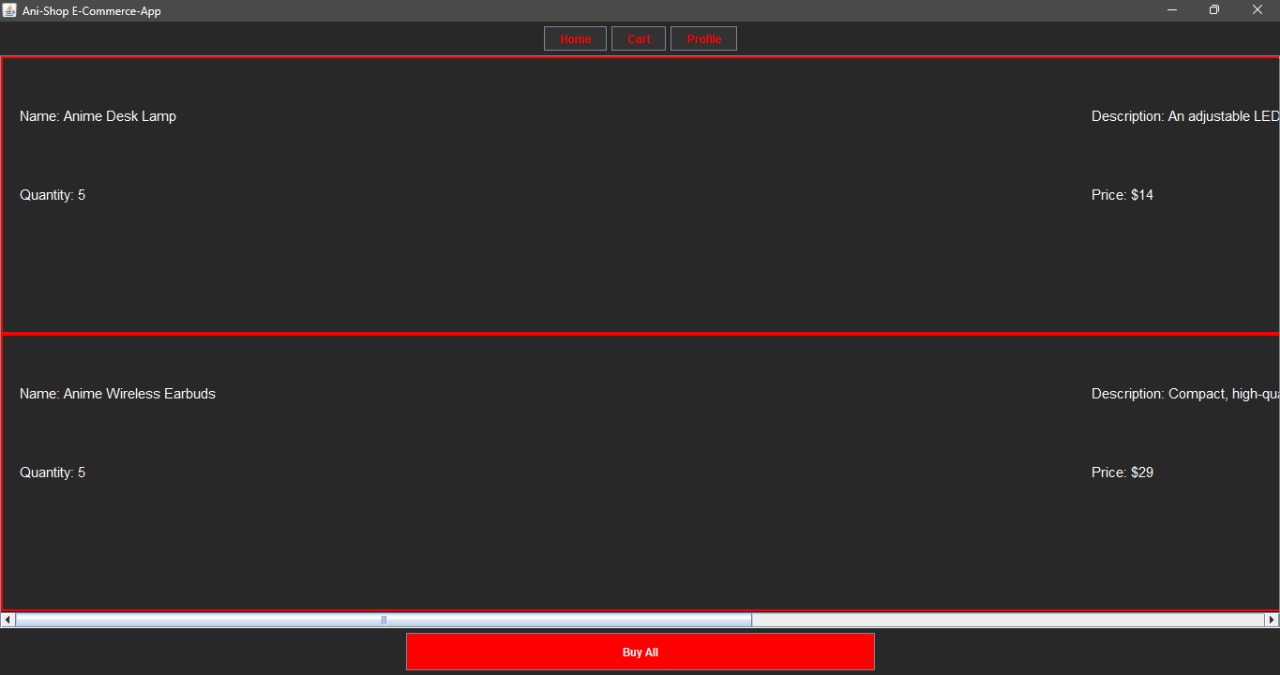 Ani-Shop E-Commerce-App
Home Cart Profile
Name: Anime Desk Lamp Description: An adjustable LED
Quantity: 5 Price: $14
Name: Anime Wireless Earbuds Description: Compact, high-qua
Quantity: 5 Price: $29
Buy All